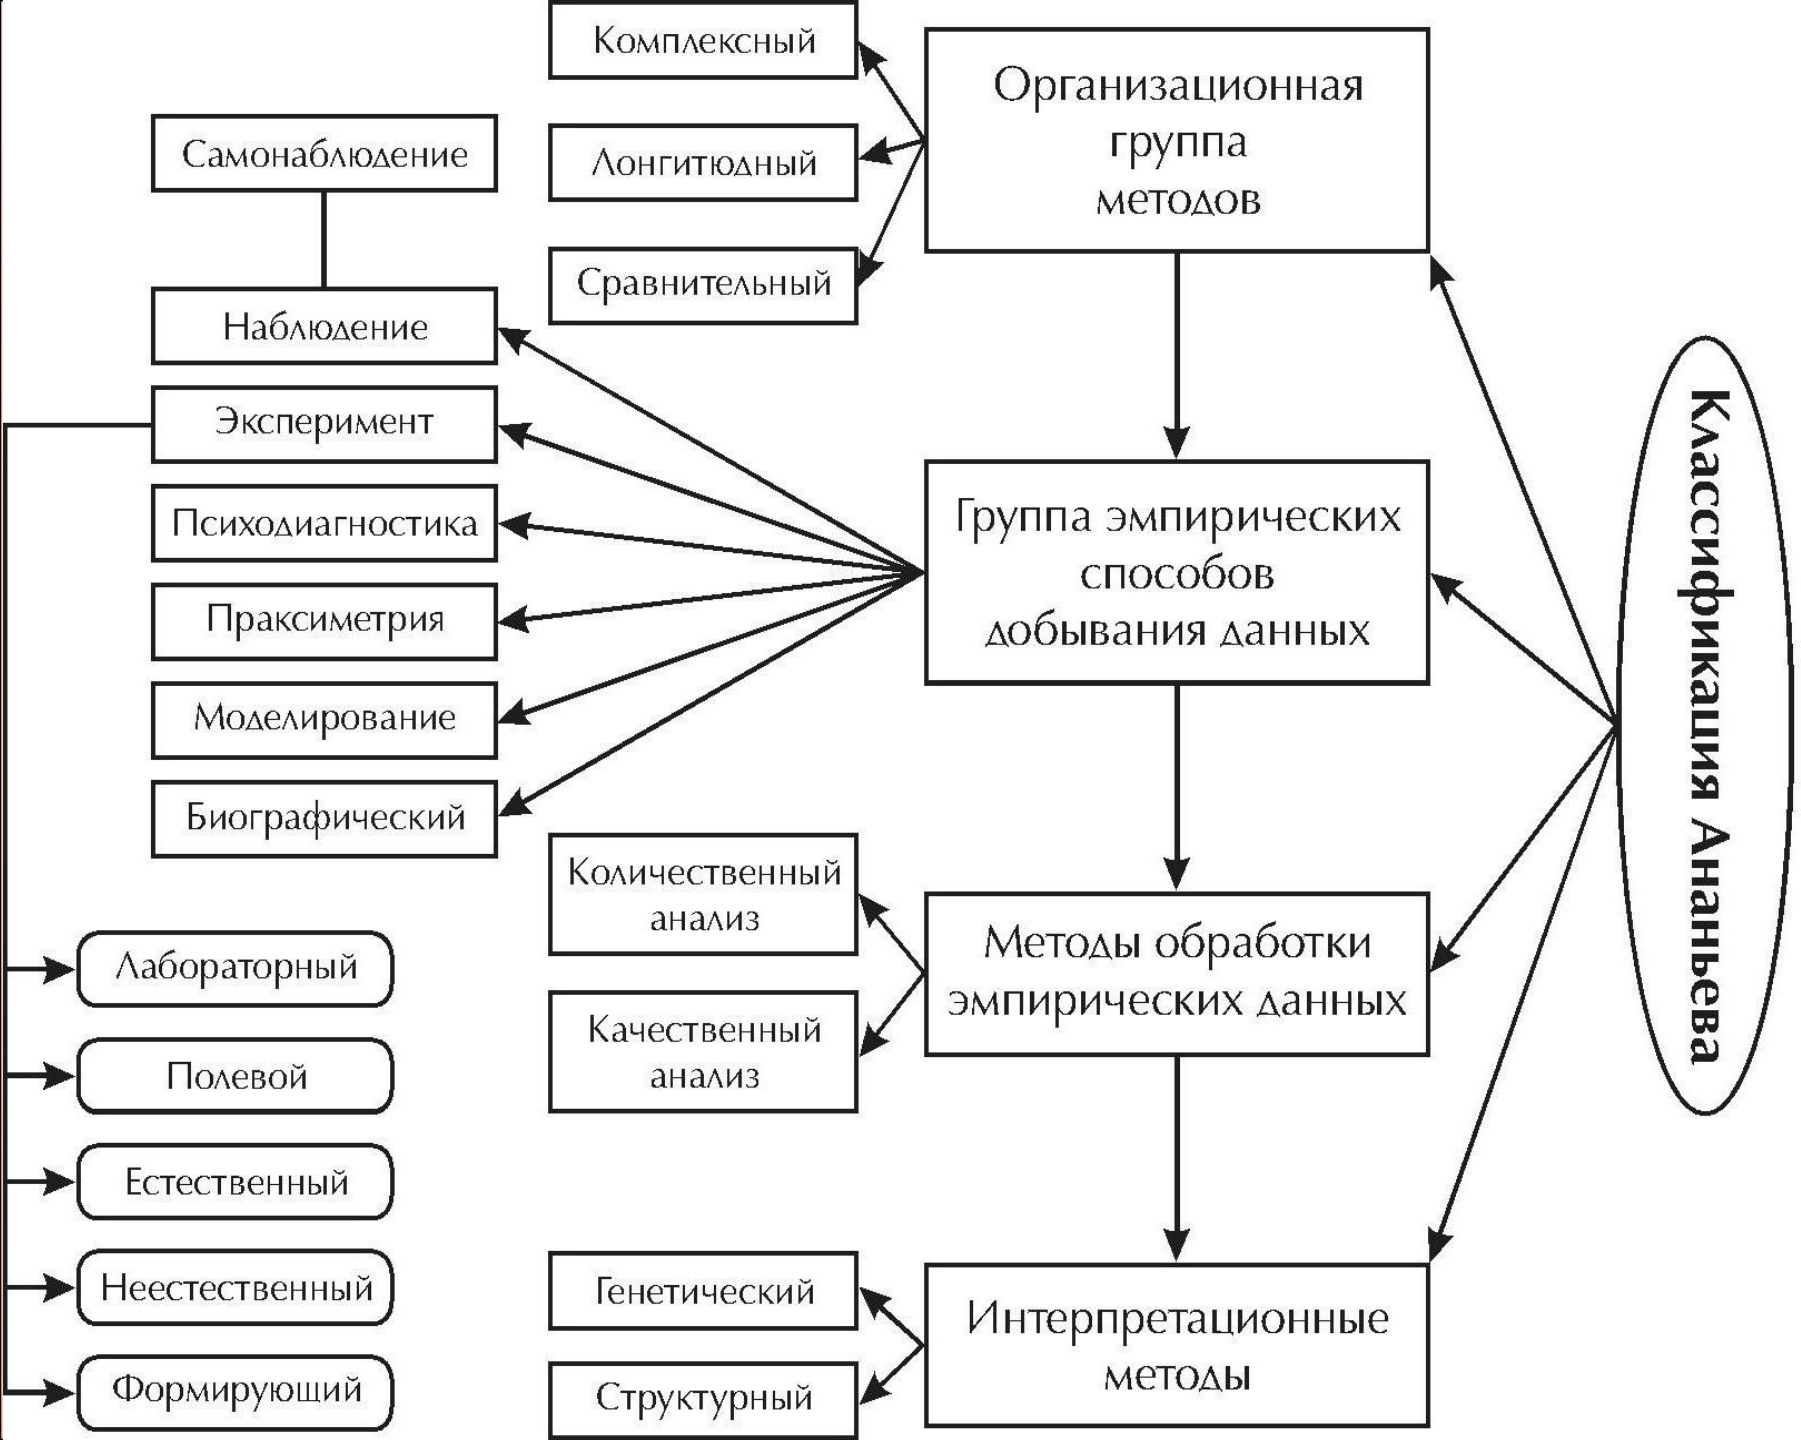 Комплексный
Лонгитюдный
Сравнительный
Организационная
группа
методов
Самонаблюдение
Наблюдение
Эксперимент
Психодиагностика
Праксиметрия
Моделирование
Биографический
Группа эмпирических
способов
добывания данных
Классификация Ананьева
Количественный
анализ
Качественный
анализ
Методы обработки
эмпирических данных
Лабораторный
Полевой
Естественный
Неестественный
Формирующий
Генетический
Структурный
Интерпретационные
методы